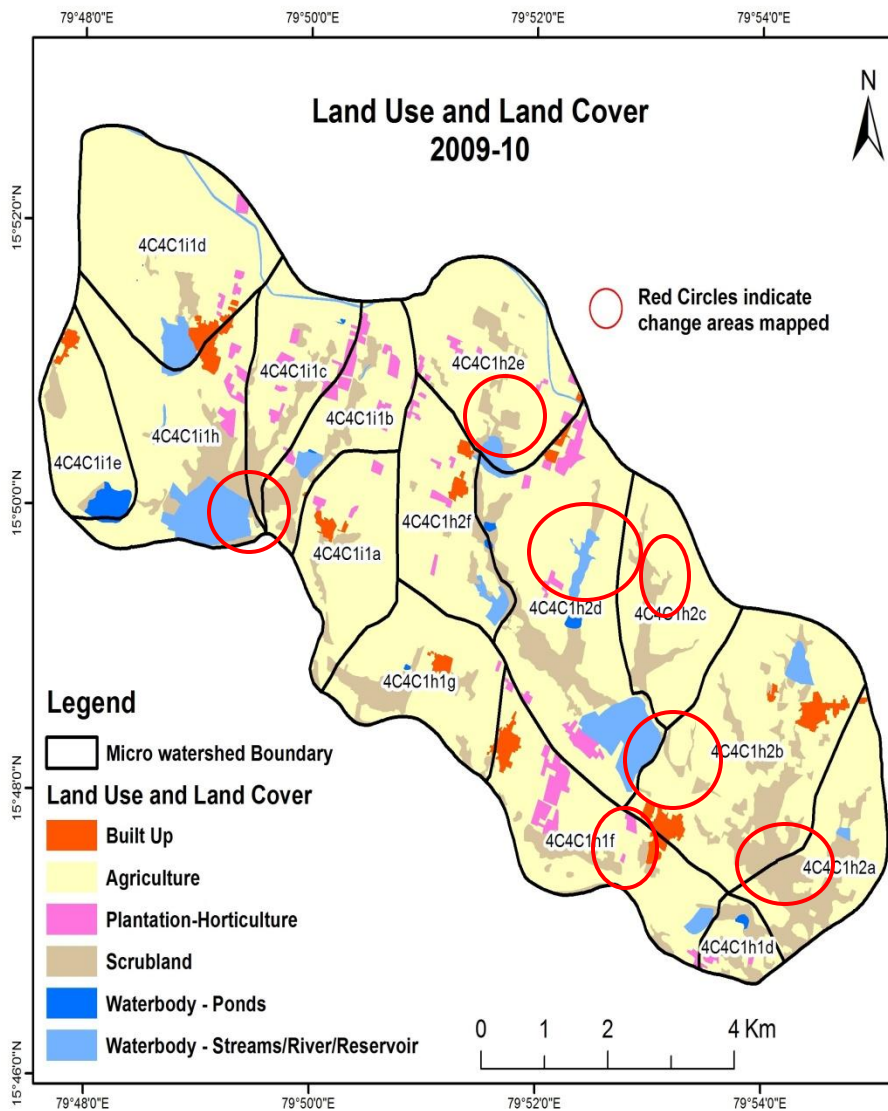 79°48'0"E 79°50'0"E 79°52'0"E 79°54'0"E
Land Use and Land Cover
2009-10
N
15°52'0"N
4C4C1i1d
Red Circles indicate
change areas mapped
4C4C1i1c
4C4C1h2e
4C4C1i1b
4C4C1i1h
4C4C1i1e
15°50'0"N
4C4C1h2f
4C4C1i1a
4C4C1h2d
4C4C1h2c
4C4C1h1g
Legend
Micro watershed Boundary
4C4C1h2b
15°48'0"N
Land Use and Land Cover
Built Up
4C4C1h1f
4C4C1h2a
Agriculture
Plantation-Horticulture
4C4C1h1d
Scrubland
Waterbody - Ponds
0 1 2 4 Km
Waterbody - Streams/River/Reservoir
15°46'0"N
79°48'0"E 79°50'0"E 79°52'0"E 79°54'0"E